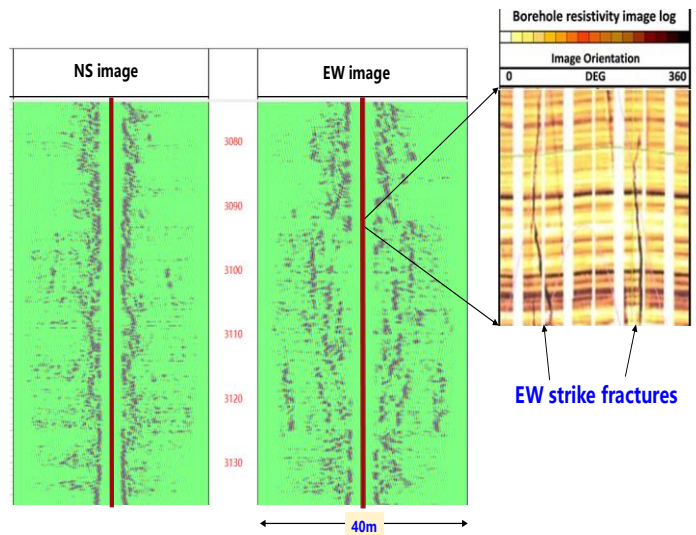 Borehole resistivity image log
Image Orientation
0 DEG 360
NS image
EW image
3080
3090
3100
3110
3120
3130
EW strike fractures
40m